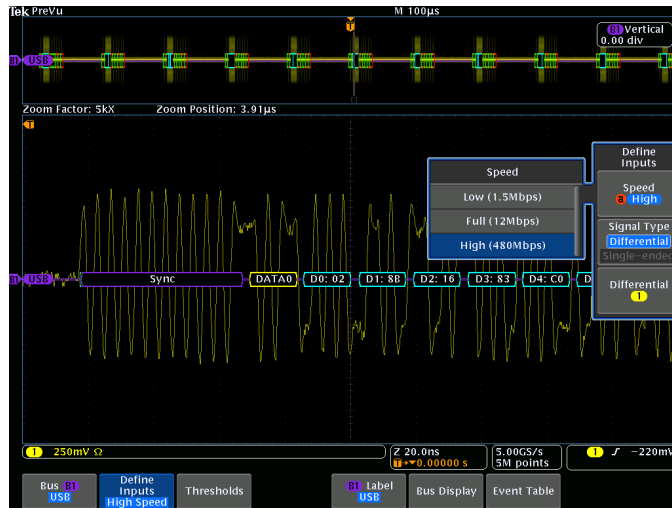 Tek PreVu
M 100µs
B1 Vertical
0.00 div
T
B1 USB
Zoom Factor: 5kX
Zoom Position: 3.91µs
T
Define
Inputs
Speed
Speed
a High
Low (1.5Mbps)
Full (12Mbps)
High (480Mbps)
Signal Type
Differential
Single-ended
B1 USB
Sync
DATA0
D0: 02
D1: 8B
D2: 16
D3: 83
D4: C0
D
Differential
1
1 250mV Ω
Z 20.0ns
T→▼0.00000 s
5.00GS/s
5M points
1 ∫ −220mV
Bus B1
USB
Define
Inputs
High Speed
Thresholds
B1 Label
USB
Bus Display
Event Table